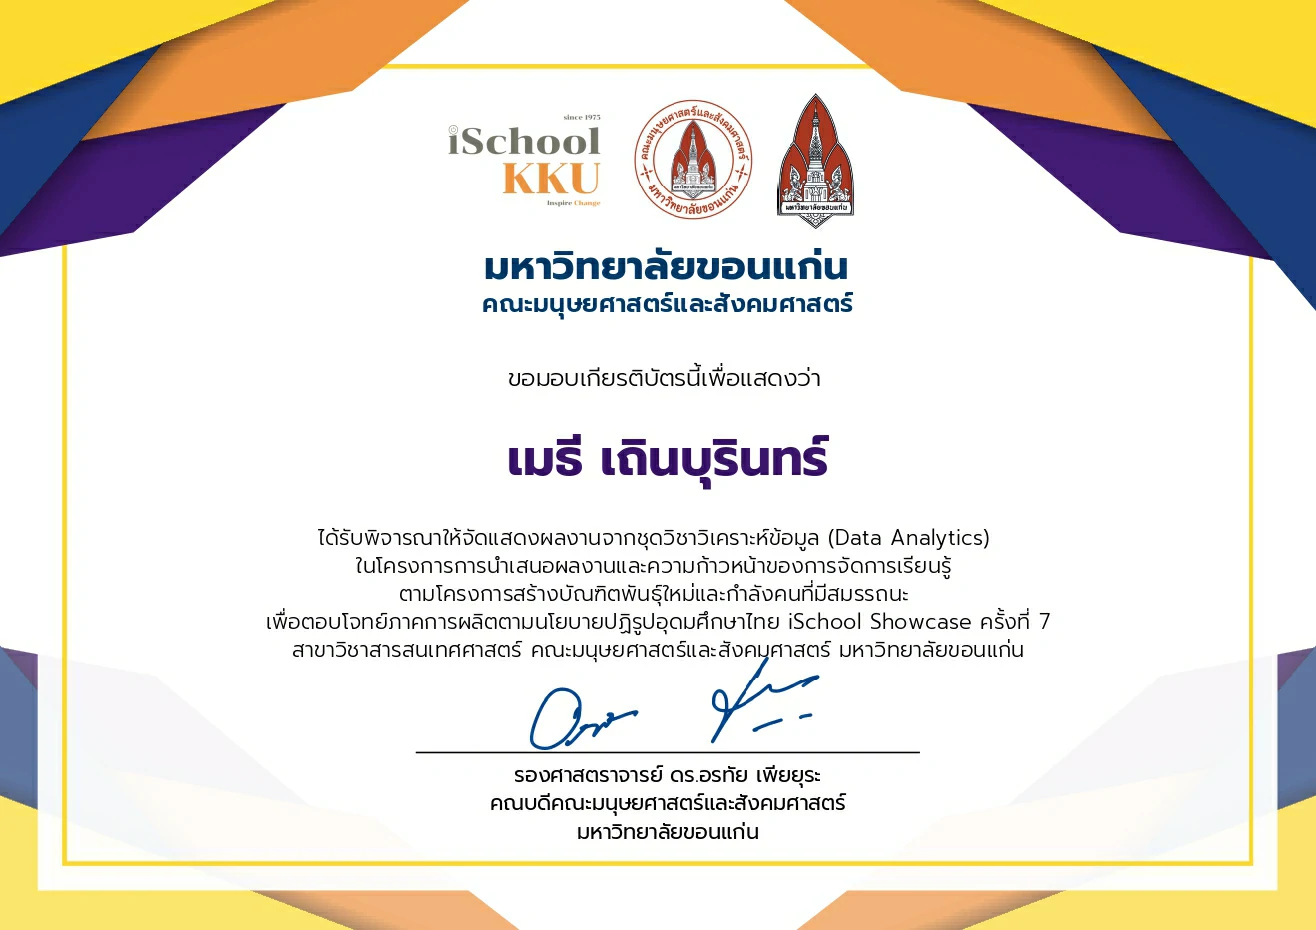 since 1975
iSchool
KKU
Inspire Change
คณะมนุษยศาสตร์และสังคมศาสตร์
มหาวิทยาลัยขอนแก่น
มหาวิทยาลัยขอนแก่น
มหาวิทยาลัยขอนแก่น
มหาวิทยาลัยขอนแก่น
คณะมนุษยศาสตร์และสังคมศาสตร์
ขอมอบเกียรติบัตรนี้เพื่อแสดงว่า
เมธี เถินบุรินทร์
ได้รับพิจารณาให้จัดแสดงผลงานจากชุดวิชาวิเคราะห์ข้อมูล (Data Analytics)
ในโครงการการนำเสนอผลงานและความก้าวหน้าของการจัดการเรียนรู้
ตามโครงการสร้างบัณฑิตพันธุ์ใหม่และกำลังคนที่มีสมรรถนะ
เพื่อตอบโจทย์ภาคการผลิตตามนโยบายปฏิรูปอุดมศึกษาไทย iSchool Showcase ครั้งที่ 7
สาขาวิชาสารสนเทศศาสตร์ คณะมนุษยศาสตร์และสังคมศาสตร์ มหาวิทยาลัยขอนแก่น
รองศาสตราจารย์ ดร.อรทัย เพียยุระ
คณบดีคณะมนุษยศาสตร์และสังคมศาสตร์
มหาวิทยาลัยขอนแก่น